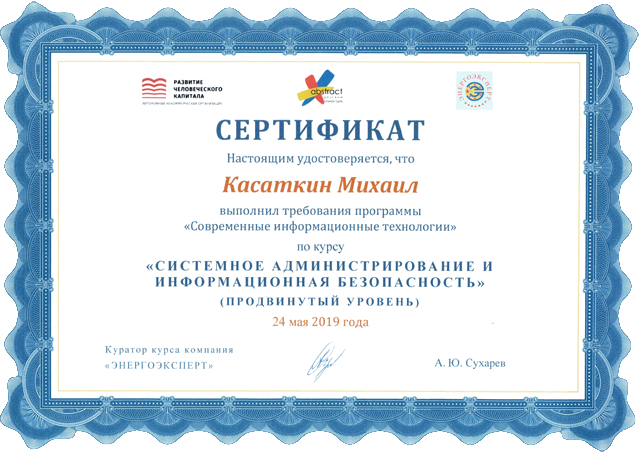 РАЗВИТИЕ
ЧЕЛОВЕЧЕСКОГО
КАПИТАЛА
АВТОНОМНАЯ НЕКОММЕРЧЕСКАЯ ОРГАНИЗАЦИЯ
abstract
ЭНЕРГОЭКСПЕРТ
СЕРТИФИКАТ
Настоящим удостоверяется, что
Касаткин Михаил
выполнил требования программы
«Современные информационные технологии»
по курсу
«СИСТЕМНОЕ АДМИНИСТРИРОВАНИЕ И
ИНФОРМАЦИОННАЯ БЕЗОПАСНОСТЬ»
(ПРОДВИНУТЫЙ УРОВЕНЬ)
24 мая 2019 года
Куратор курса компания
«ЭНЕРГОЭКСПЕРТ»
А. Ю. Сухарев